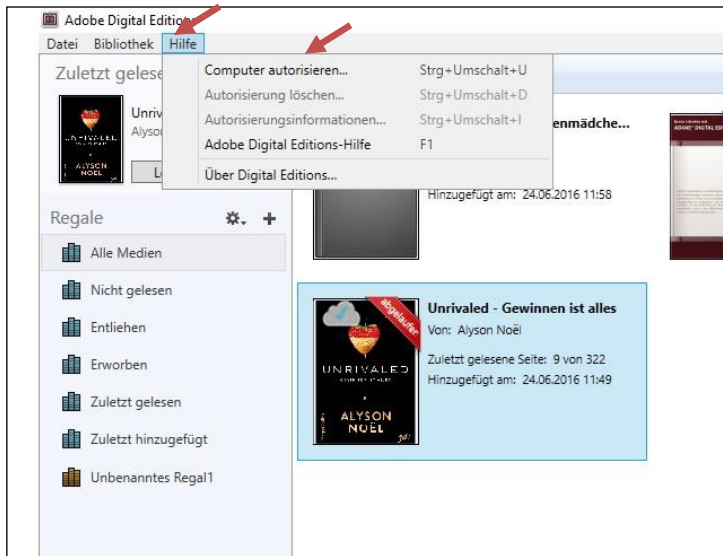 Adobe Digital Editions
Datei Bibliothek Hilfe
Zuletzt gelese
Computer autorisieren... Strg+Umschalt+U
Autorisierung löschen... Strg+Umschalt+D
Autorisierungsinformationen... Strg+Umschalt+I
Adobe Digital Editions-Hilfe F1
Über Digital Editions...
Unriv
Alyso
L
enmädche...
Hinzugefügt am: 24.06.2016 11:58
Regale
Alle Medien
Nicht gelesen
Entliehen
Erworben
Zuletzt gelesen
Zuletzt hinzugefügt
Unbenanntes Regal1
abgelaufen
UNRIVALED
ALYSON
NOËL
Unrivaled - Gewinnen ist alles
Von: Alyson Noël
Zuletzt gelesene Seite: 9 von 322
Hinzugefügt am: 24.06.2016 11:49